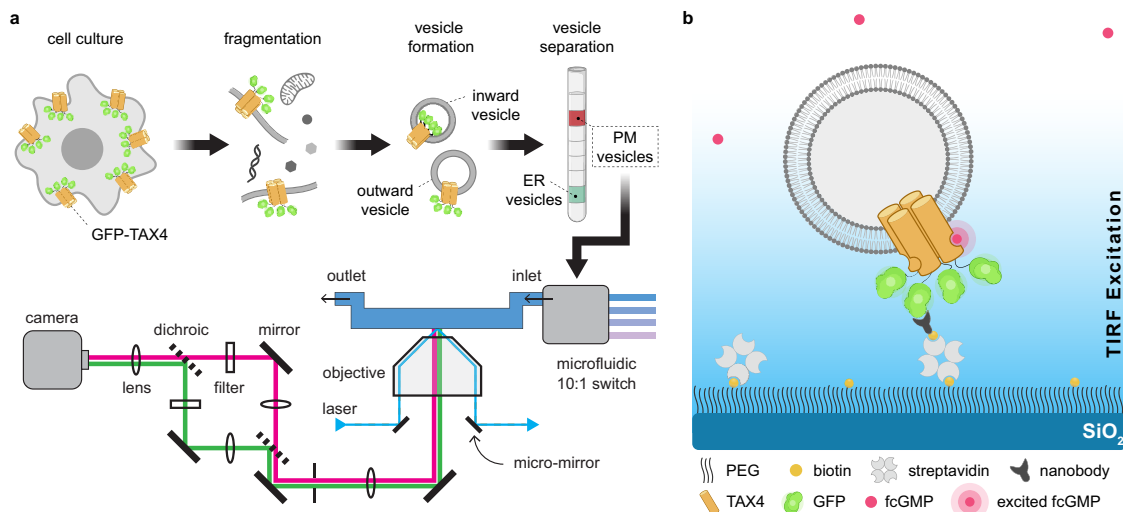 a
cell culture
fragmentation
vesicle
formation
vesicle
separation
inward
vesicle
PM
vesicles
ER
vesicles
outward
vesicle
GFP-TAX4
outlet
inlet
camera
dichroic
mirror
lens
filter
objective
microfluidic
10:1 switch
laser
micro-mirror
b
TIRF Excitation
SiO₂
PEG
biotin
streptavidin
nanobody
TAX4
GFP
fcGMP
excited fcGMP